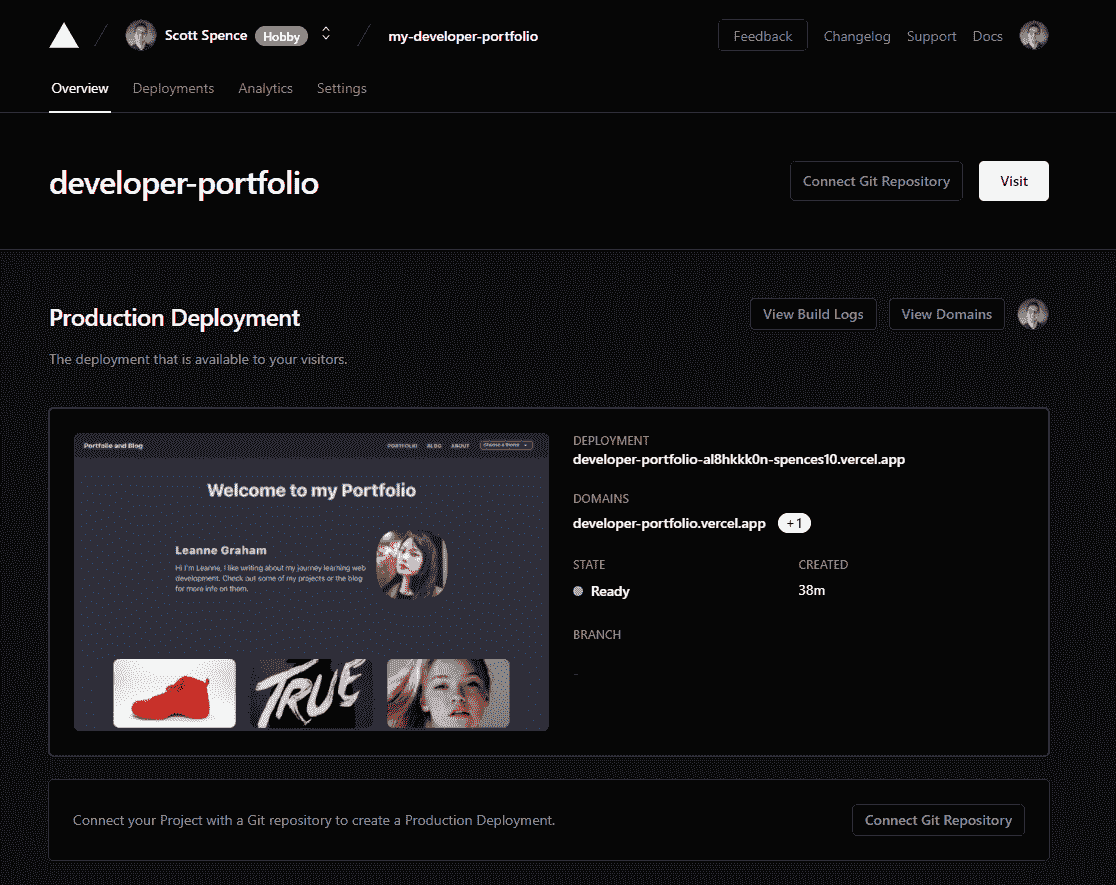 Scott Spence Hobby my-developer-portfolio Feedback Changelog Support Docs
Overview Deployments Analytics Settings
developer-portfolio Connect Git Repository Visit
Production Deployment View Build Logs View Domains
The deployment that is available to your visitors.
Portfolio and Blog PORTFOLIO BLOG ABOUT Choose a theme
Welcome to my Portfolio
Leanne Graham
Hi I'm Leanne, I like writing about my journey learning web
development. Check out some of my projects or the blog
for more info on them.
TRUE
DEPLOYMENT
developer-portfolio-al8hkkk0n-spences10.vercel.app
DOMAINS
developer-portfolio.vercel.app +1
STATE CREATED
Ready 38m
BRANCH
-
Connect your Project with a Git repository to create a Production Deployment. Connect Git Repository